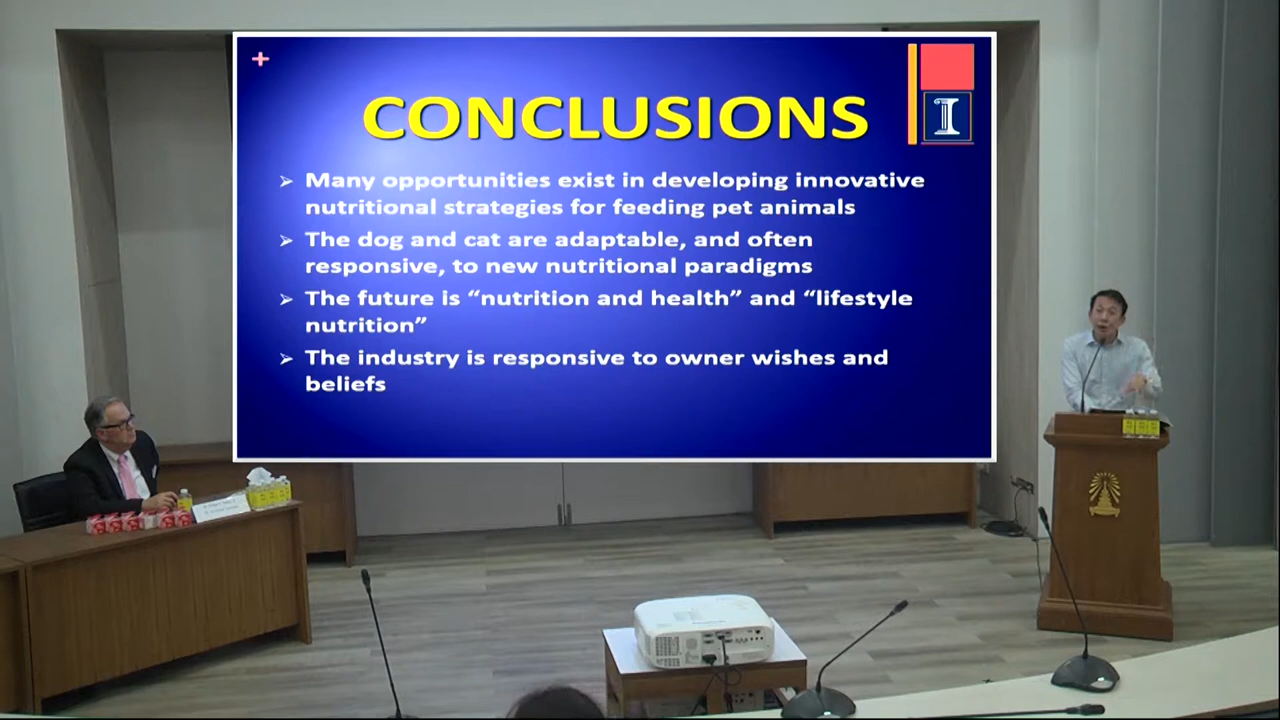 CONCLUSIONS
I
Many opportunities exist in developing innovative
nutritional strategies for feeding pet animals
The dog and cat are adaptable, and often
responsive, to new nutritional paradigms
The future is “nutrition and health” and “lifestyle
nutrition”
The industry is responsive to owner wishes and
beliefs